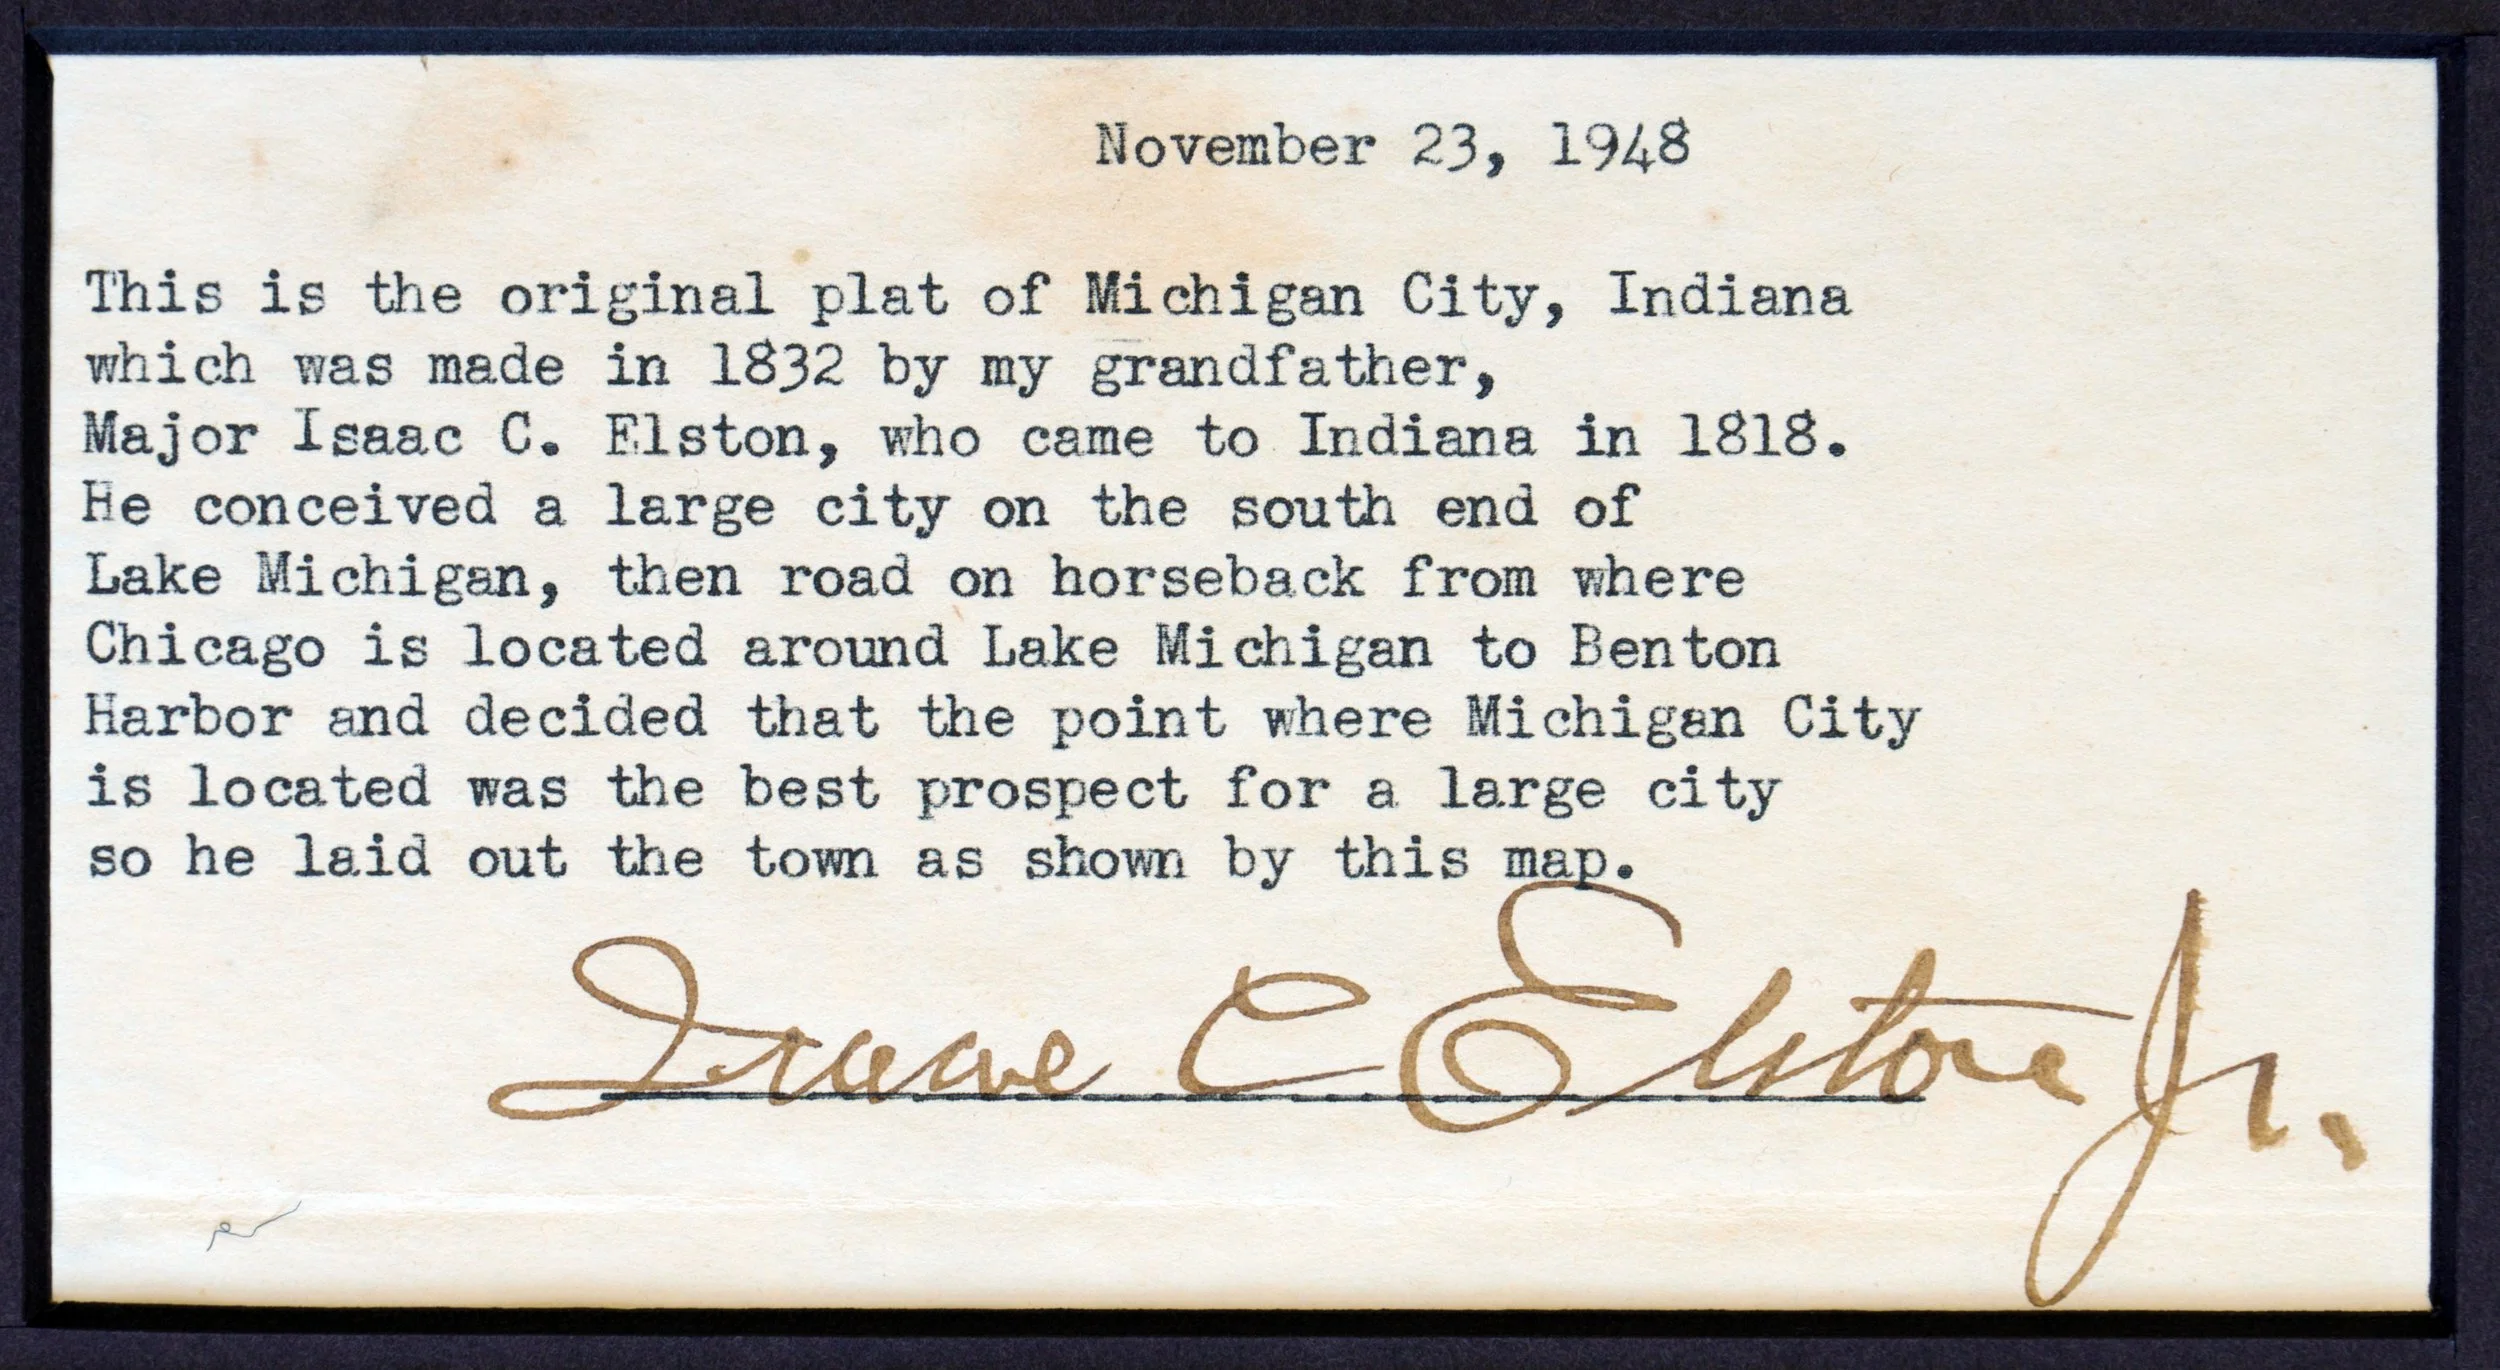 November 23, 1948
This is the original plat of Michigan City, Indiana
which was made in 1832 by my grandfather,
Major Isaac C. Elston, who came to Indiana in 1818.
He conceived a large city on the south end of
Lake Michigan, then road on horseback from where
Chicago is located around Lake Michigan to Benton
Harbor and decided that the point where Michigan City
is located was the best prospect for a large city
so he laid out the town as shown by this map.
Isaac C Elston Jr.